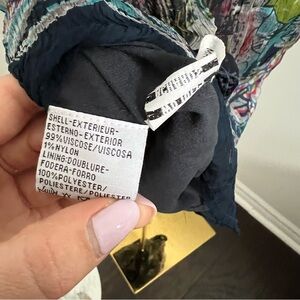 SHELL-EXTERIEUR-
ESTERNO-EXTERIOR
99%VISCOSE/VISCOSA
1%NYLON
LINING:DOUBLURE-
FODERA-FORRO
100%POLYESTER/
POLIESTERE/POLIESTER